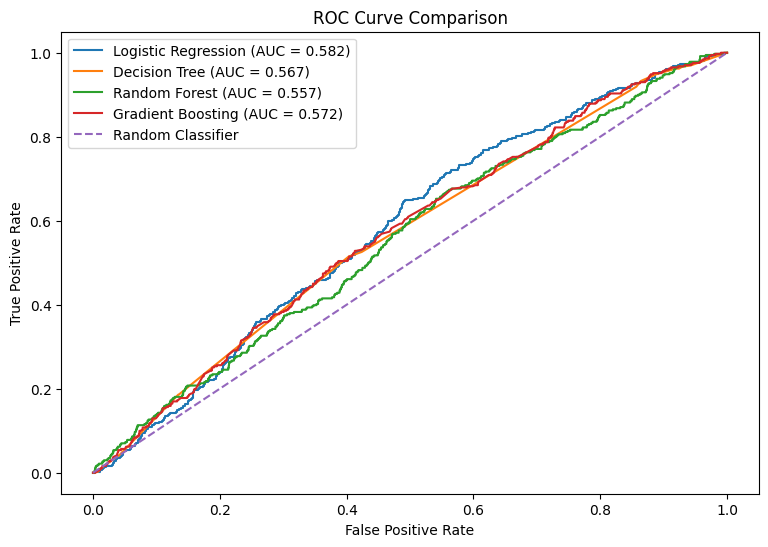 ROC Curve Comparison
Logistic Regression (AUC = 0.582)
Decision Tree (AUC = 0.567)
Random Forest (AUC = 0.557)
Gradient Boosting (AUC = 0.572)
Random Classifier
True Positive Rate
1.0
0.8
0.6
0.4
0.2
0.0
0.0 0.2 0.4 0.6 0.8 1.0
False Positive Rate